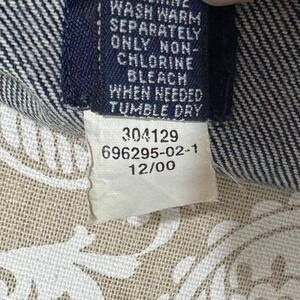 WASH WARM
SEPARATELY
ONLY NON-
CHLORINE
BLEACH
WHEN NEEDED
TUMBLE DRY
304129
696295-02-1
12/00